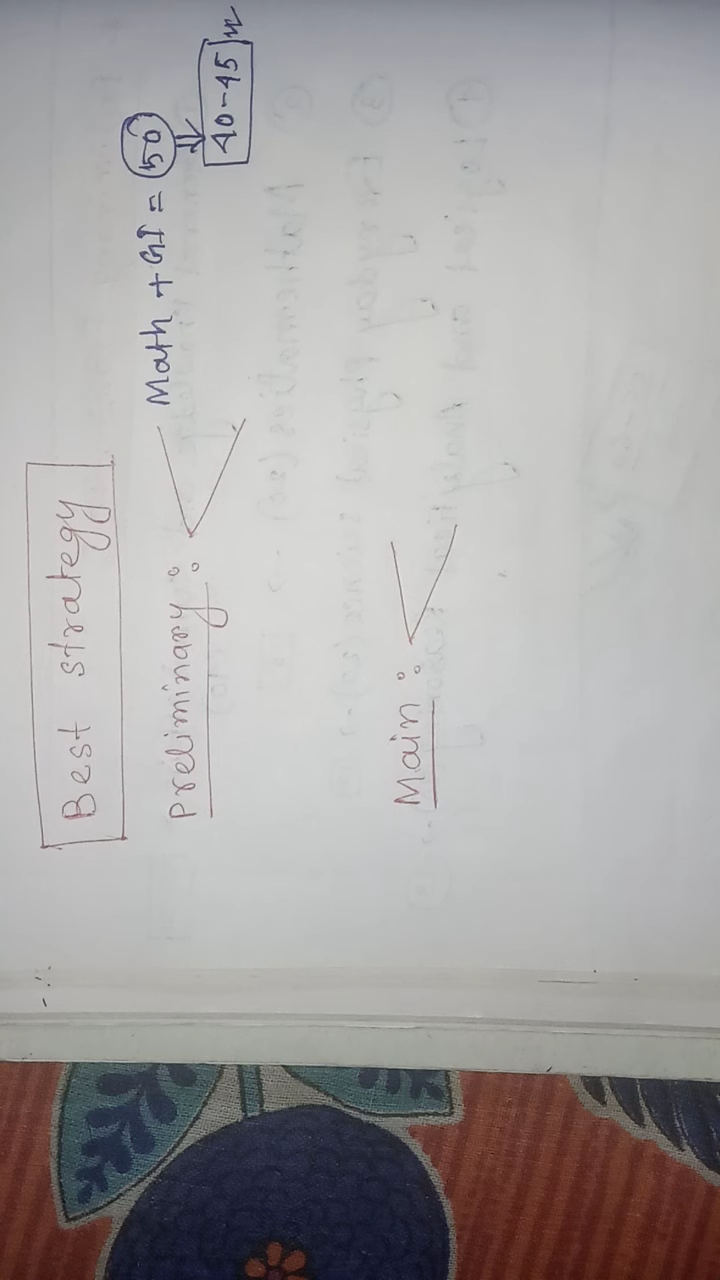 Best strategy
Preliminary : Math + GI = 50
40-45
Main :